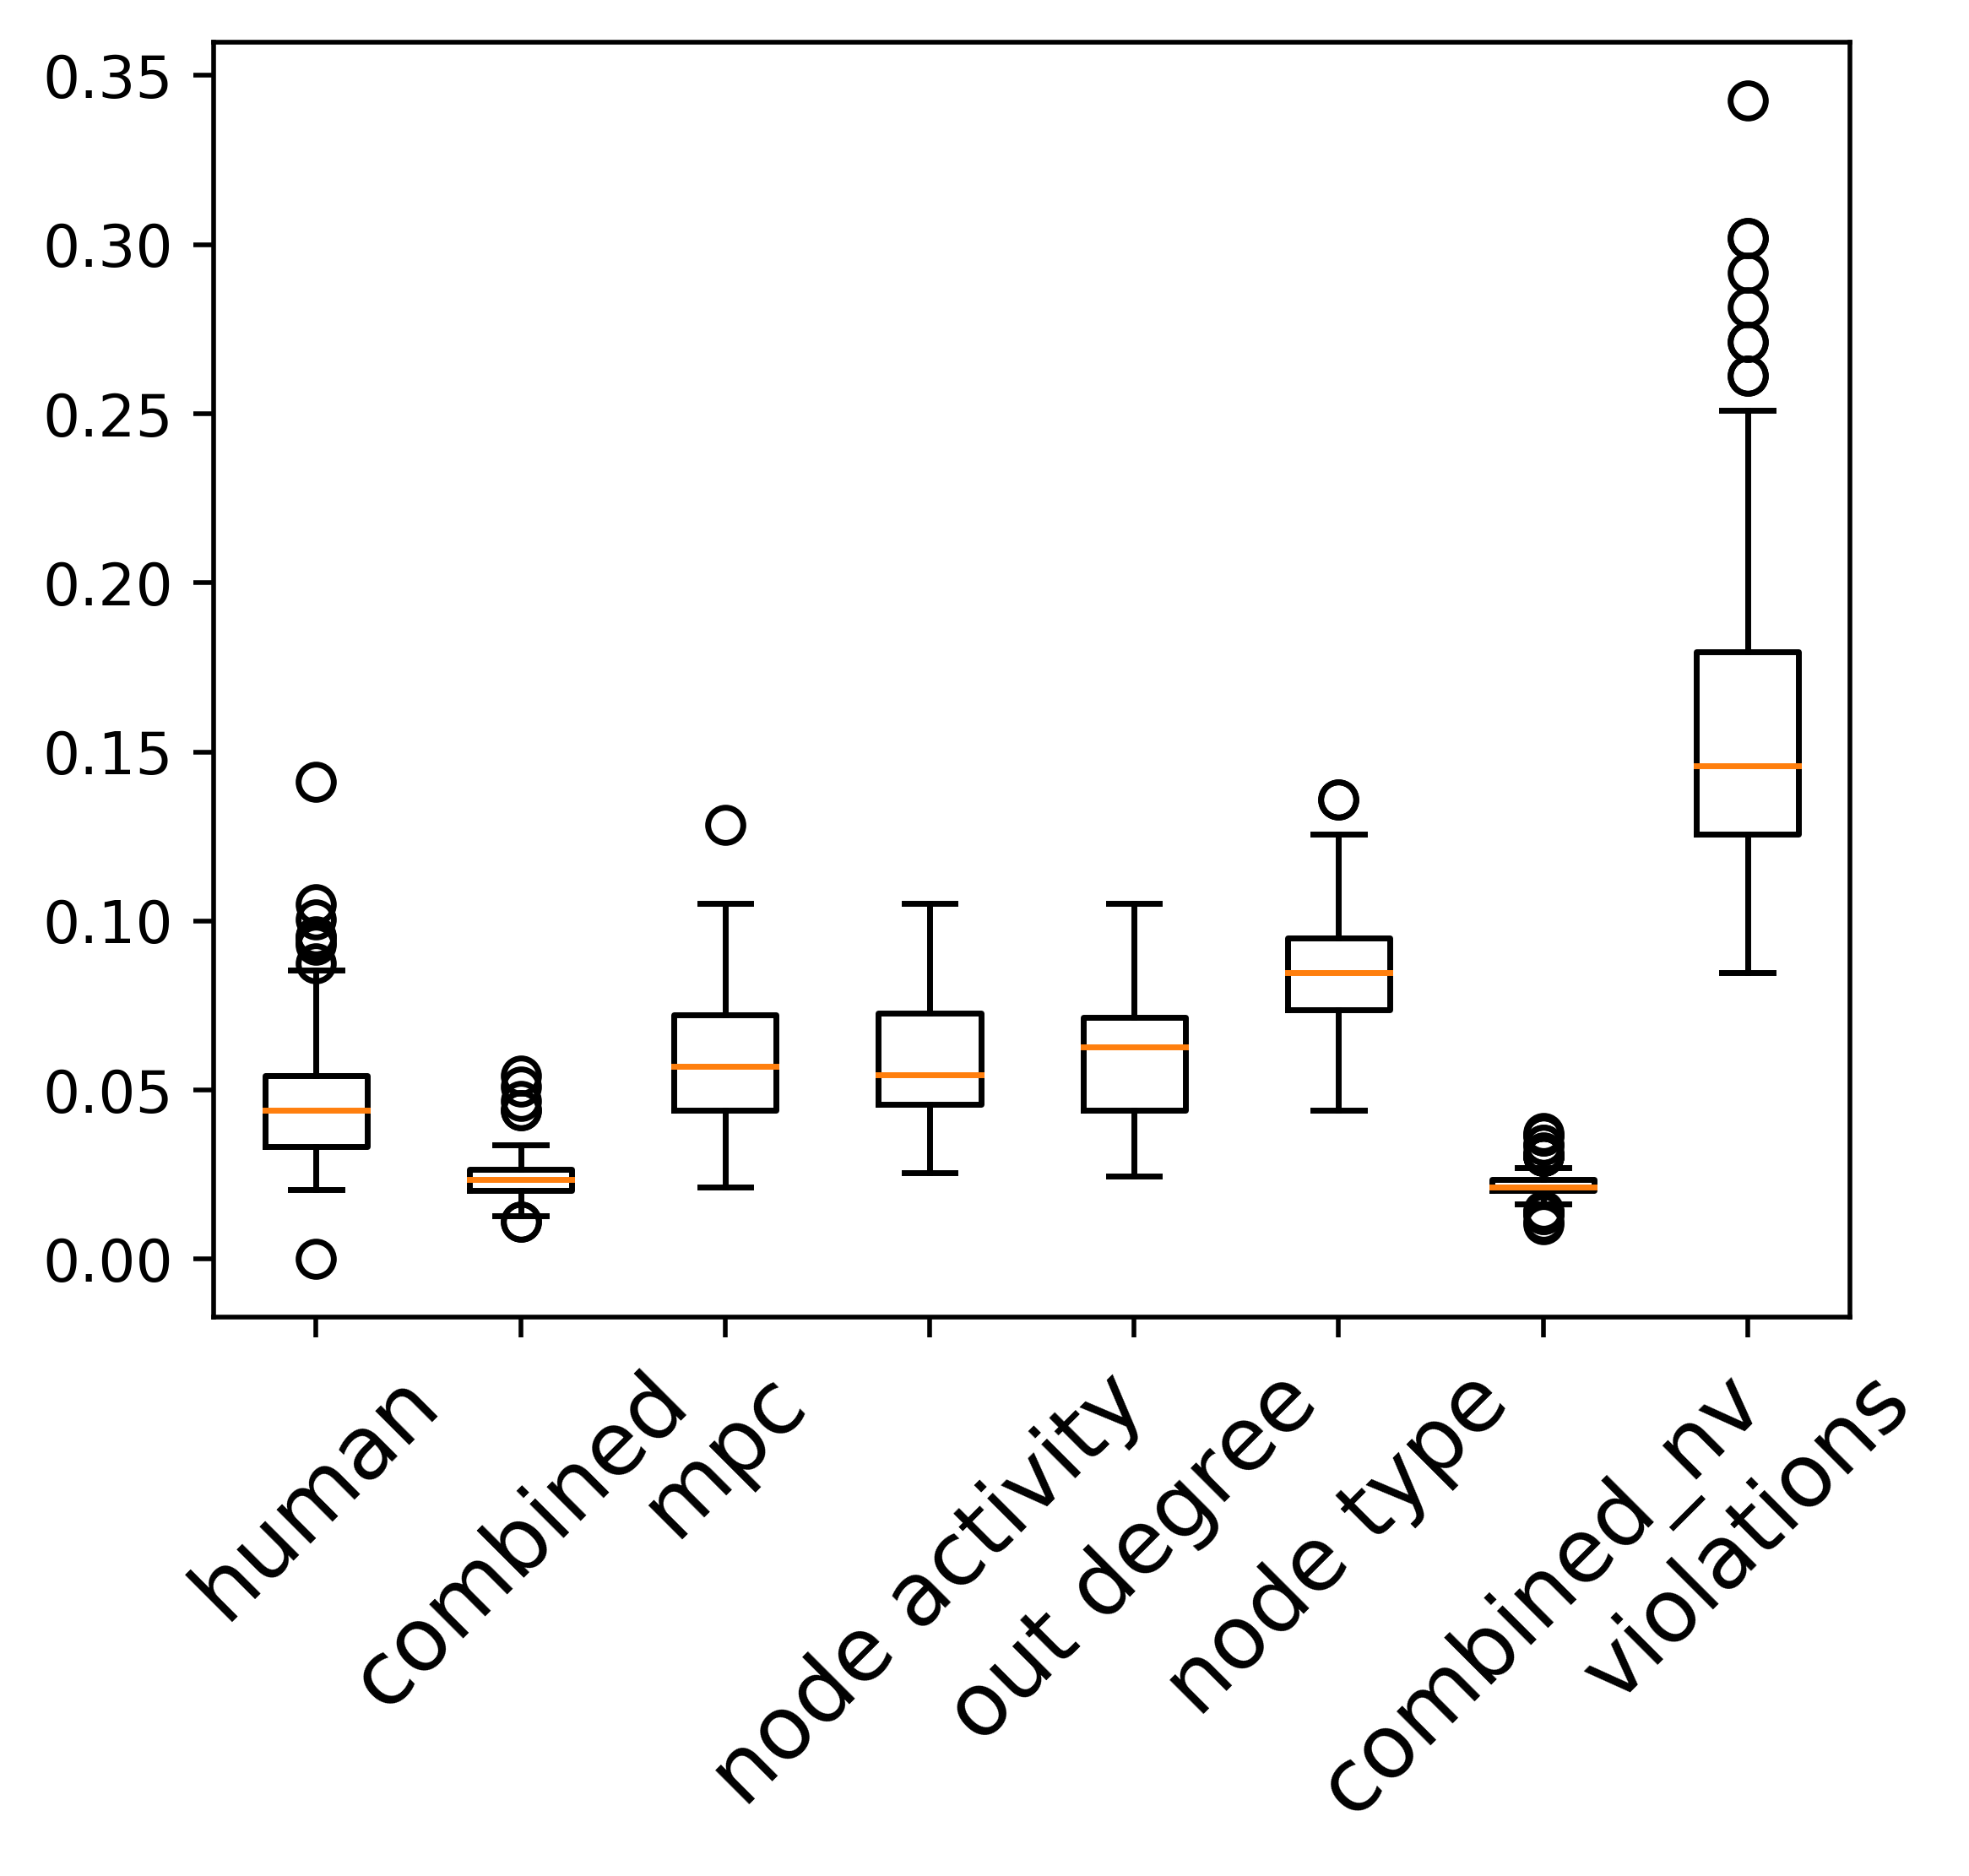 0.35
0.30
0.25
0.20
0.15
0.10
0.05
0.00
human
combined
mpc
node activity
out degree
node type
combined_nv
violations